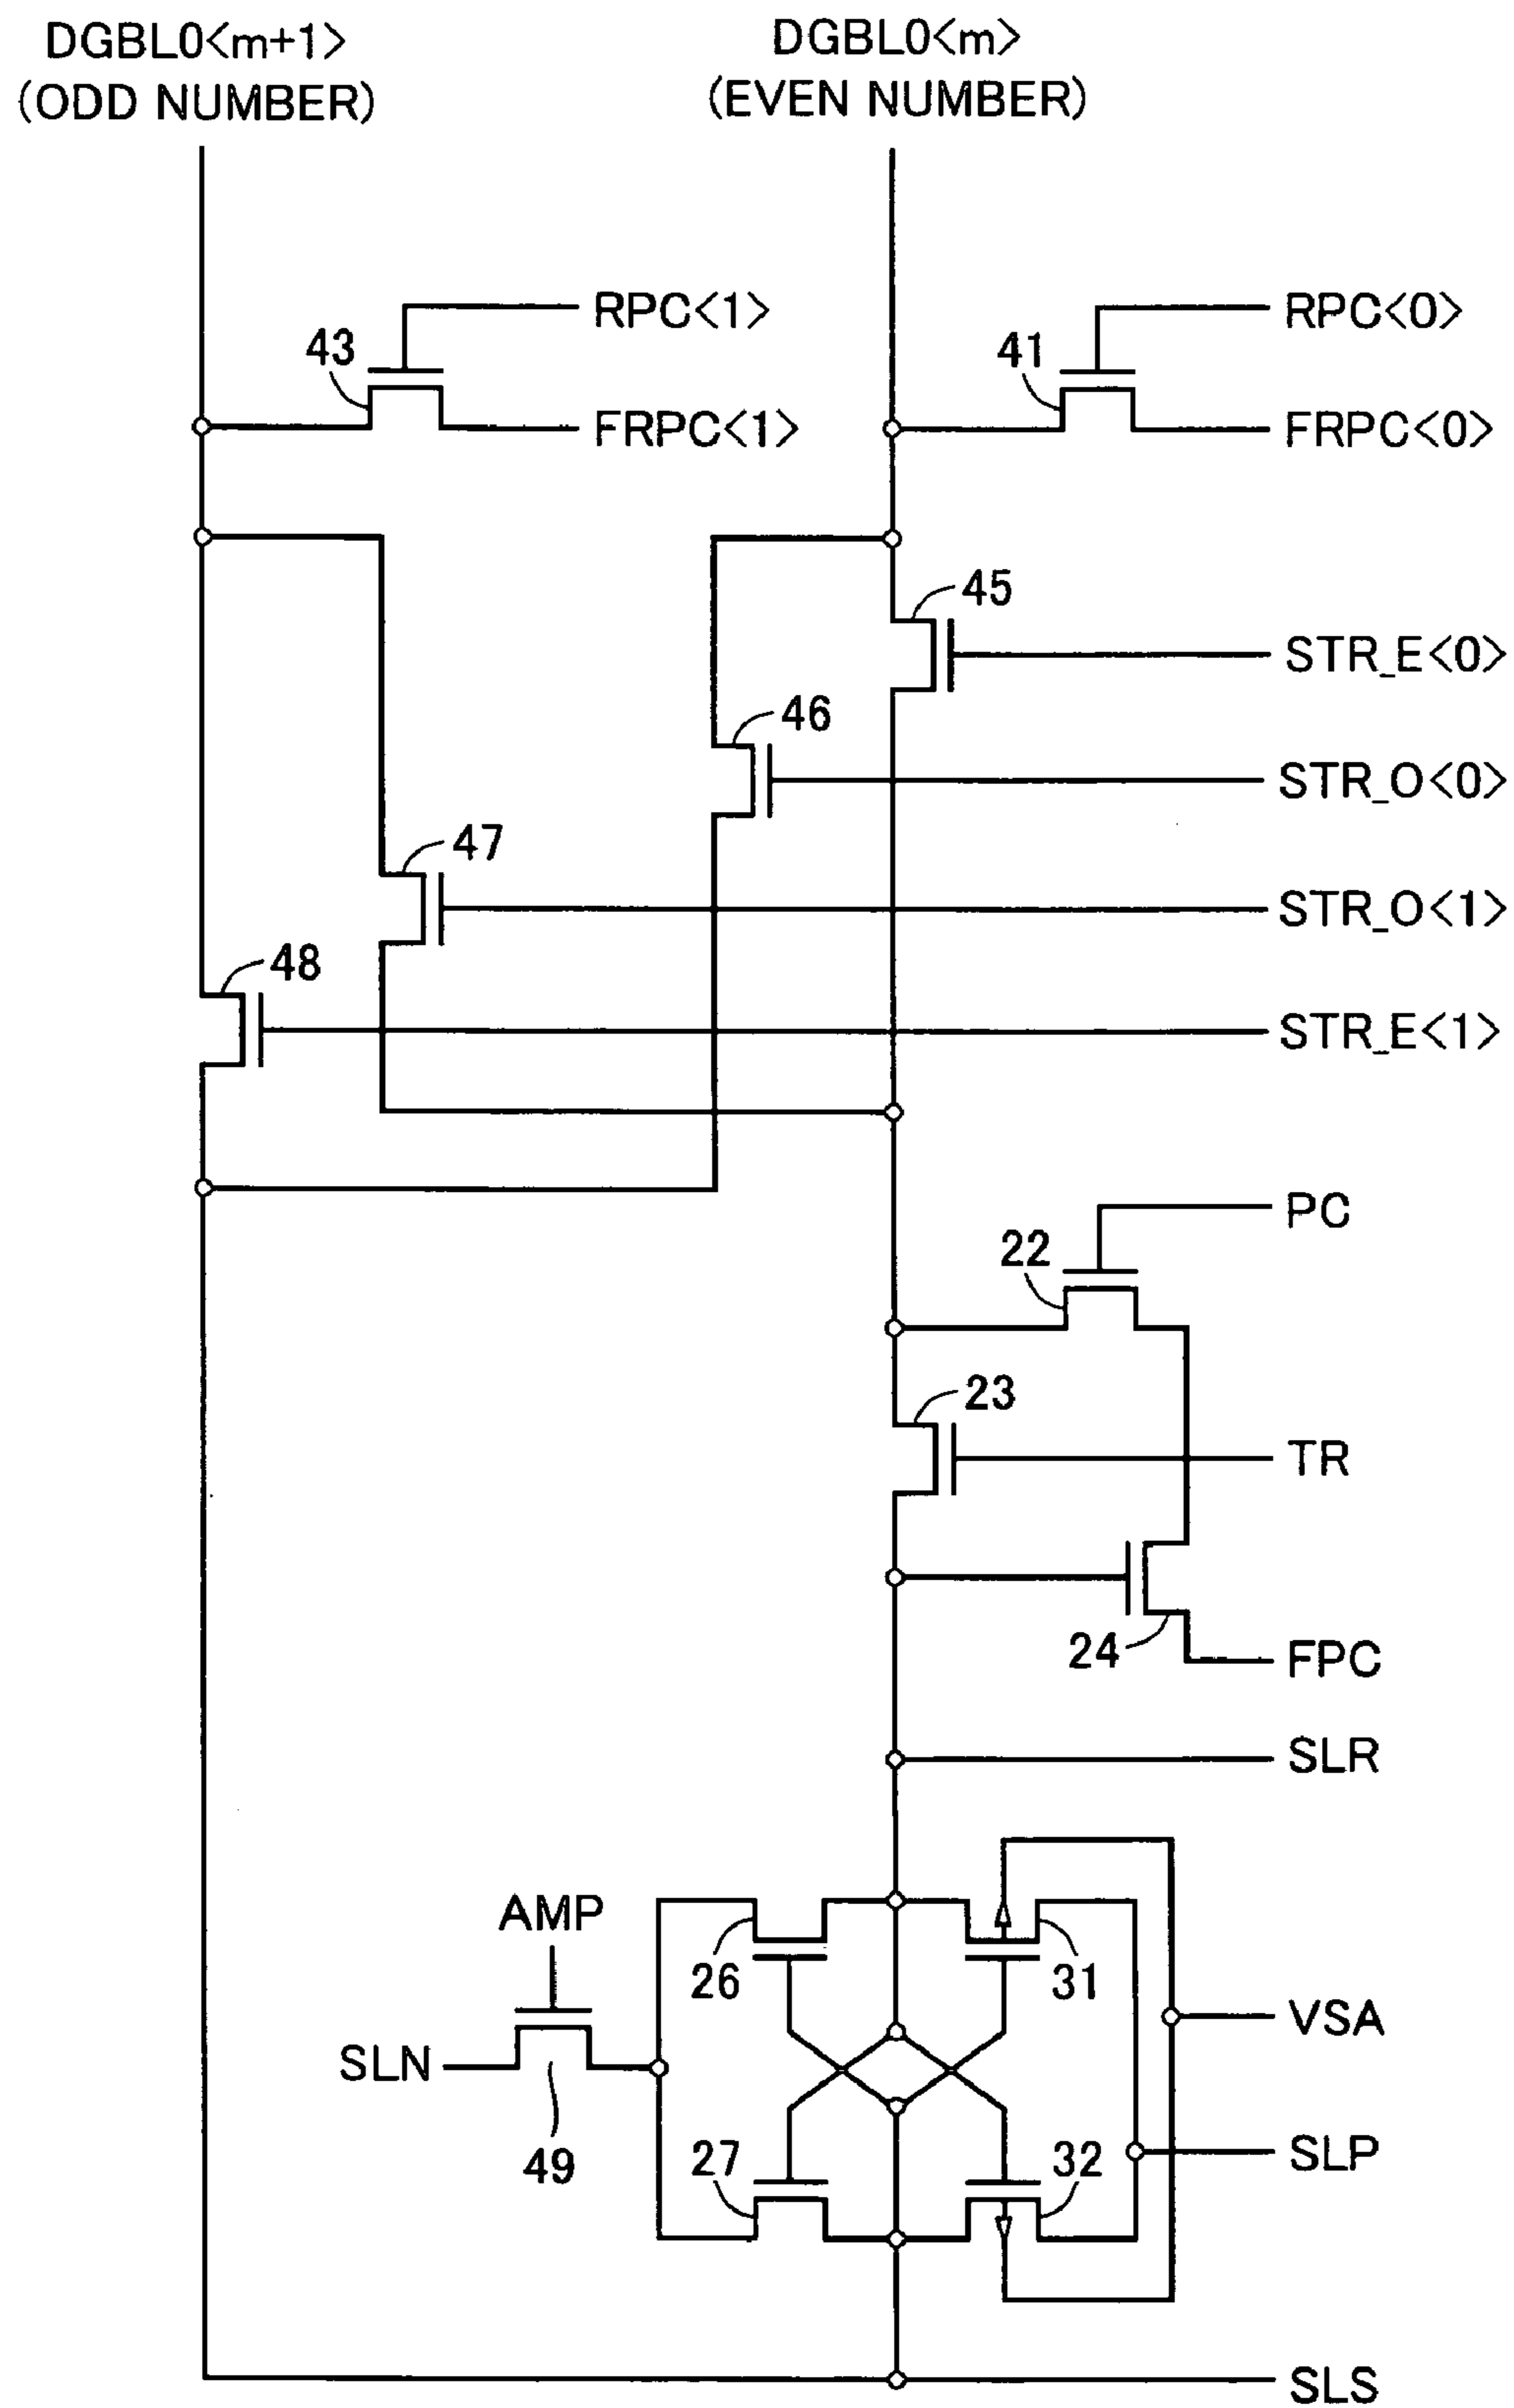 DGBL0<m+1>
(ODD NUMBER)
DGBL0<m>
(EVEN NUMBER)
RPC<1>
RPC<0>
43
41
FRPC<1>
FRPC<0>
45
STR_E<0>
46
STR_O<0>
47
STR_O<1>
48
STR_E<1>
PC
22
23
TR
24
FPC
SLR
AMP
26
31
VSA
SLN
49
27
32
SLP
SLS